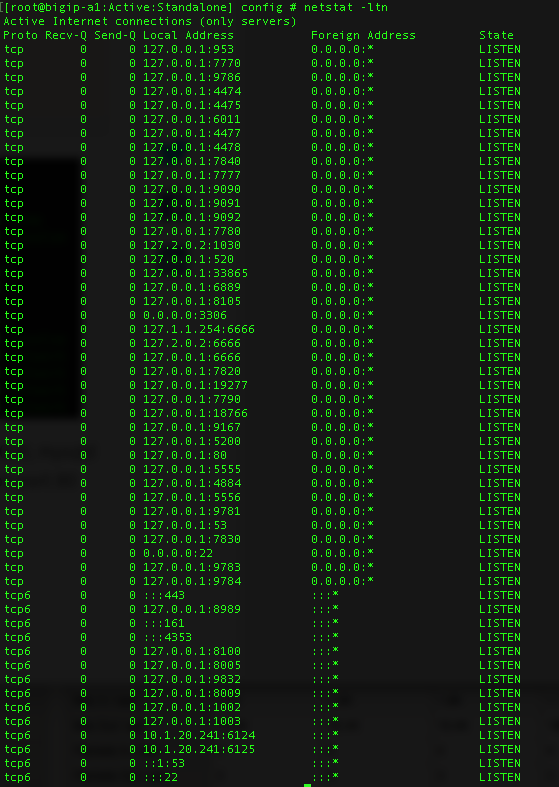 [[root@bigip-a1:Active:Standalone] config # netstat -ltn
Active Internet connections (only servers)
Proto Recv-Q Send-Q Local Address           Foreign Address         State
tcp        0      0 127.0.0.1:953           0.0.0.0:*               LISTEN
tcp        0      0 127.0.0.1:7770          0.0.0.0:*               LISTEN
tcp        0      0 127.0.0.1:9786          0.0.0.0:*               LISTEN
tcp        0      0 127.0.0.1:4474          0.0.0.0:*               LISTEN
tcp        0      0 127.0.0.1:4475          0.0.0.0:*               LISTEN
tcp        0      0 127.0.0.1:6011          0.0.0.0:*               LISTEN
tcp        0      0 127.0.0.1:4477          0.0.0.0:*               LISTEN
tcp        0      0 127.0.0.1:4478          0.0.0.0:*               LISTEN
tcp        0      0 127.0.0.1:7840          0.0.0.0:*               LISTEN
tcp        0      0 127.0.0.1:7777          0.0.0.0:*               LISTEN
tcp        0      0 127.0.0.1:9090          0.0.0.0:*               LISTEN
tcp        0      0 127.0.0.1:9091          0.0.0.0:*               LISTEN
tcp        0      0 127.0.0.1:9092          0.0.0.0:*               LISTEN
tcp        0      0 127.0.0.1:7780          0.0.0.0:*               LISTEN
tcp        0      0 127.2.0.2:1030          0.0.0.0:*               LISTEN
tcp        0      0 127.0.0.1:520           0.0.0.0:*               LISTEN
tcp        0      0 127.0.0.1:33865         0.0.0.0:*               LISTEN
tcp        0      0 127.0.0.1:6889          0.0.0.0:*               LISTEN
tcp        0      0 127.0.0.1:8105          0.0.0.0:*               LISTEN
tcp        0      0 0.0.0.0:3306            0.0.0.0:*               LISTEN
tcp        0      0 127.1.1.254:6666        0.0.0.0:*               LISTEN
tcp        0      0 127.2.0.2:6666          0.0.0.0:*               LISTEN
tcp        0      0 127.0.0.1:6666          0.0.0.0:*               LISTEN
tcp        0      0 127.0.0.1:7820          0.0.0.0:*               LISTEN
tcp        0      0 127.0.0.1:19277         0.0.0.0:*               LISTEN
tcp        0      0 127.0.0.1:7790          0.0.0.0:*               LISTEN
tcp        0      0 127.0.0.1:18766         0.0.0.0:*               LISTEN
tcp        0      0 127.0.0.1:9167          0.0.0.0:*               LISTEN
tcp        0      0 127.0.0.1:5200          0.0.0.0:*               LISTEN
tcp        0      0 127.0.0.1:80            0.0.0.0:*               LISTEN
tcp        0      0 127.0.0.1:5555          0.0.0.0:*               LISTEN
tcp        0      0 127.0.0.1:4884          0.0.0.0:*               LISTEN
tcp        0      0 127.0.0.1:5556          0.0.0.0:*               LISTEN
tcp        0      0 127.0.0.1:9781          0.0.0.0:*               LISTEN
tcp        0      0 127.0.0.1:53            0.0.0.0:*               LISTEN
tcp        0      0 127.0.0.1:7830          0.0.0.0:*               LISTEN
tcp        0      0 0.0.0.0:22              0.0.0.0:*               LISTEN
tcp        0      0 127.0.0.1:9783          0.0.0.0:*               LISTEN
tcp        0      0 127.0.0.1:9784          0.0.0.0:*               LISTEN
tcp6       0      0 :::443                  :::*                    LISTEN
tcp6       0      0 127.0.0.1:8989          :::*                    LISTEN
tcp6       0      0 :::161                  :::*                    LISTEN
tcp6       0      0 :::4353                 :::*                    LISTEN
tcp6       0      0 127.0.0.1:8100          :::*                    LISTEN
tcp6       0      0 127.0.0.1:8005          :::*                    LISTEN
tcp6       0      0 127.0.0.1:9832          :::*                    LISTEN
tcp6       0      0 127.0.0.1:8009          :::*                    LISTEN
tcp6       0      0 127.0.0.1:1002          :::*                    LISTEN
tcp6       0      0 127.0.0.1:1003          :::*                    LISTEN
tcp6       0      0 10.1.20.241:6124        :::*                    LISTEN
tcp6       0      0 10.1.20.241:6125        :::*                    LISTEN
tcp6       0      0 ::1:53                  :::*                    LISTEN
tcp6       0      0 :::22                   :::*                    LISTEN